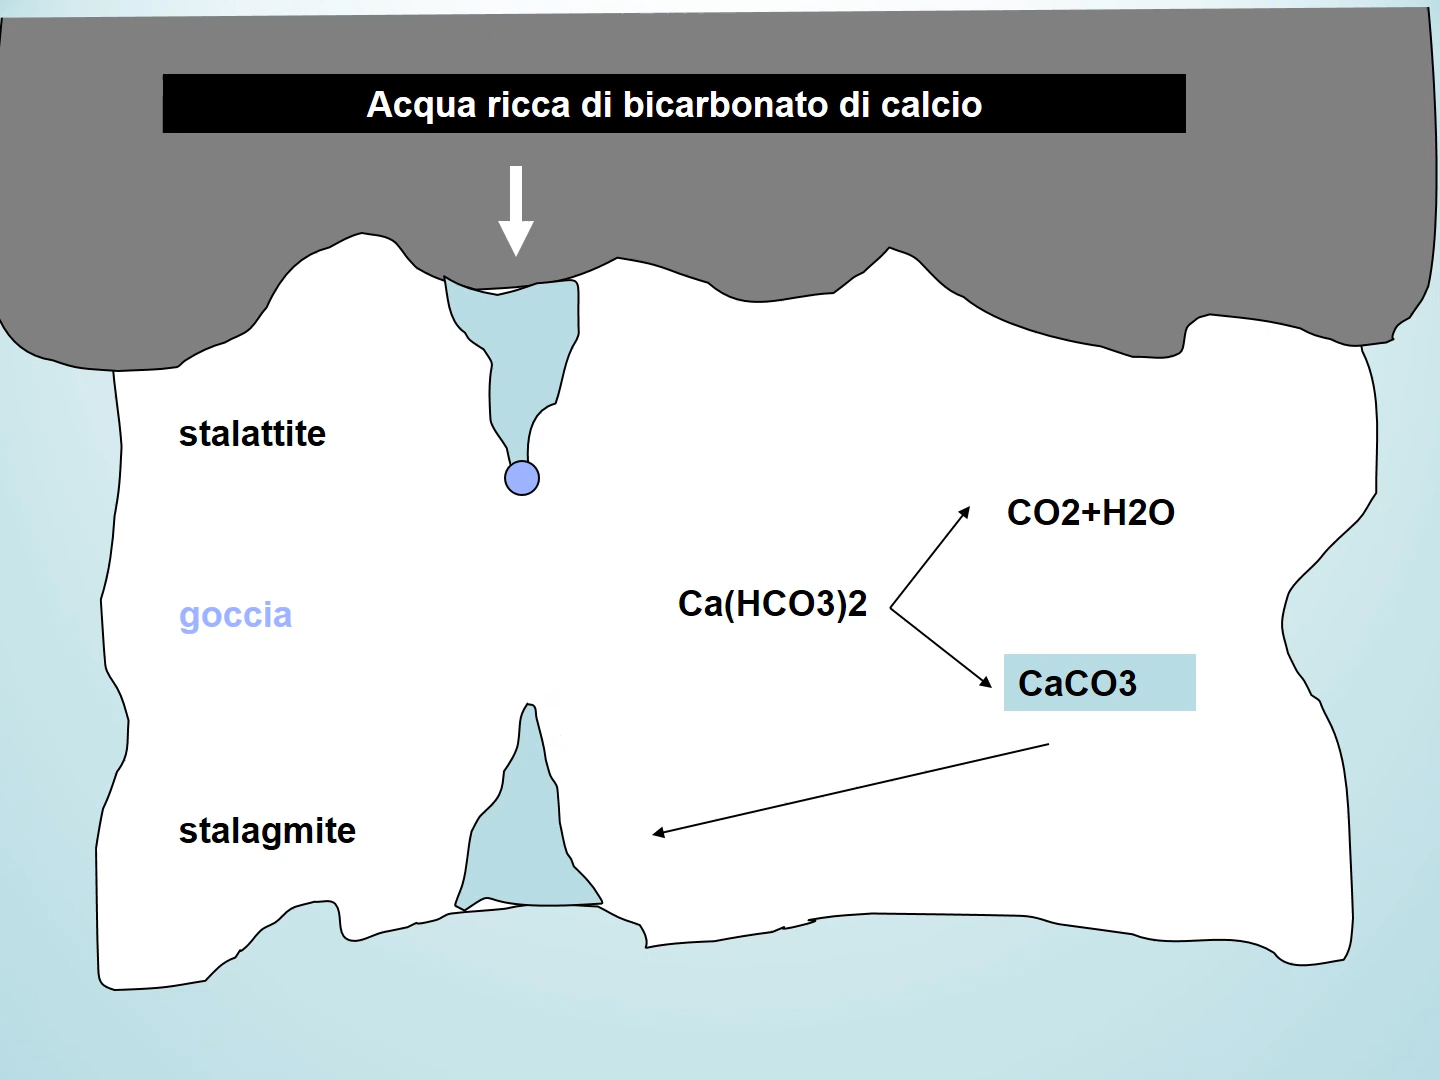 Acqua ricca di bicarbonato di calcio
stalattite
CO2+H2O
Ca(HCO3)2
goccia
CaCO3
stalagmite